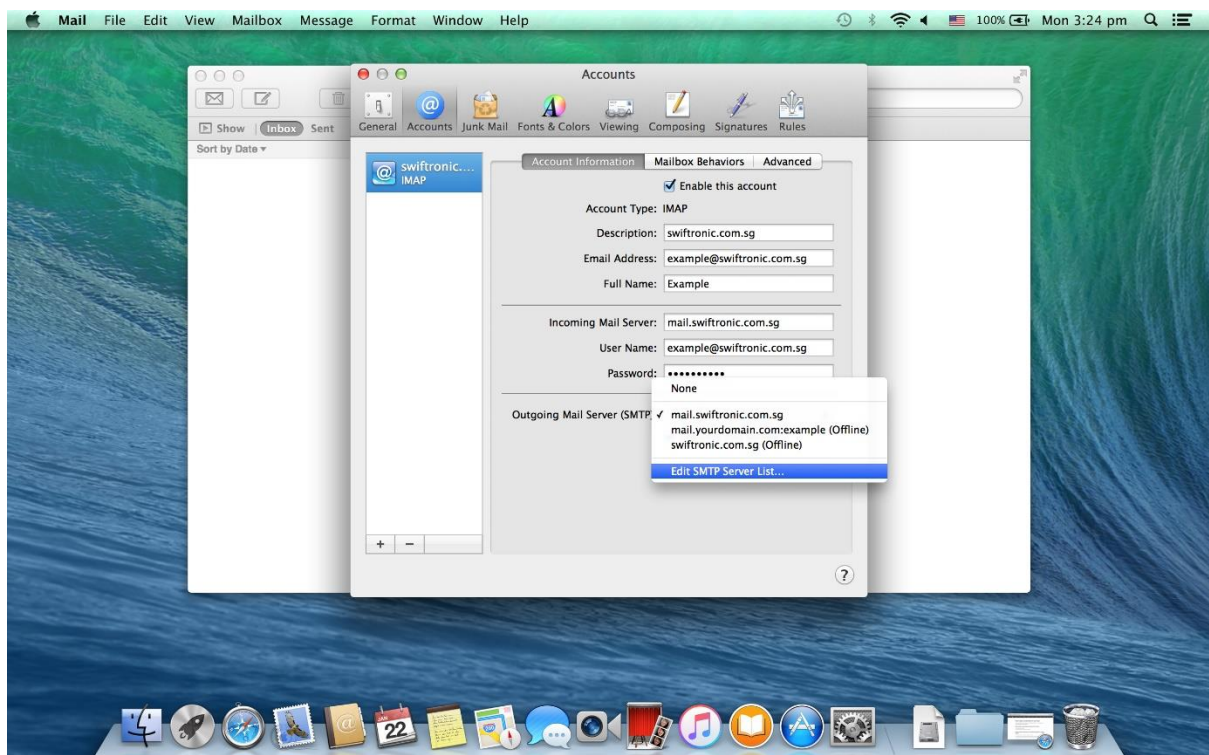 Mail File Edit View Mailbox Message Format Window Help 100% Mon 3:24 pm
Accounts
General Accounts Junk Mail Fonts & Colors Viewing Composing Signatures Rules
Show Inbox Sent
Sort by Date
swiftronic....
IMAP
Account Information Mailbox Behaviors Advanced
Enable this account
Account Type: IMAP
Description: swiftronic.com.sg
Email Address: example@swiftronic.com.sg
Full Name: Example
Incoming Mail Server: mail.swiftronic.com.sg
User Name: example@swiftronic.com.sg
Password: ••••••••••
None
Outgoing Mail Server (SMTP) ✓ mail.swiftronic.com.sg
mail.yourdomain.com:example (Offline)
swiftronic.com.sg (Offline)
Edit SMTP Server List...
+ −
?
22